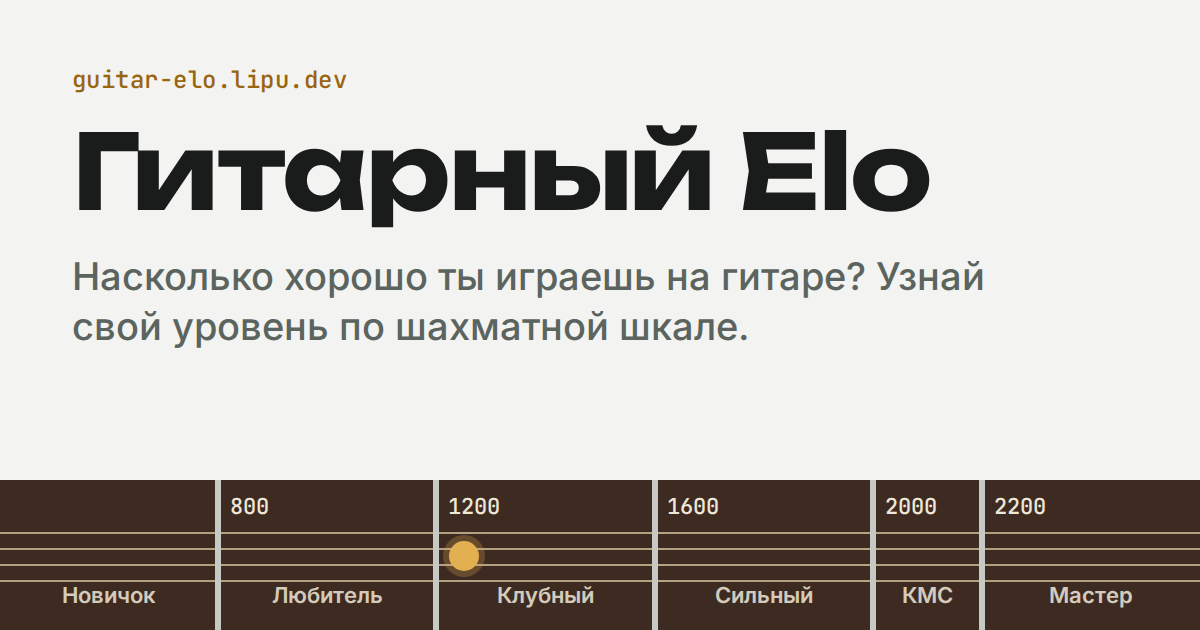 guitar-elo.lipu.dev
Гитарный Elo
Насколько хорошо ты играешь на гитаре? Узнай
свой уровень по шахматной шкале.
800 1200 1600 2000 2200
Новичок Любитель Клубный Сильный КМС Мастер